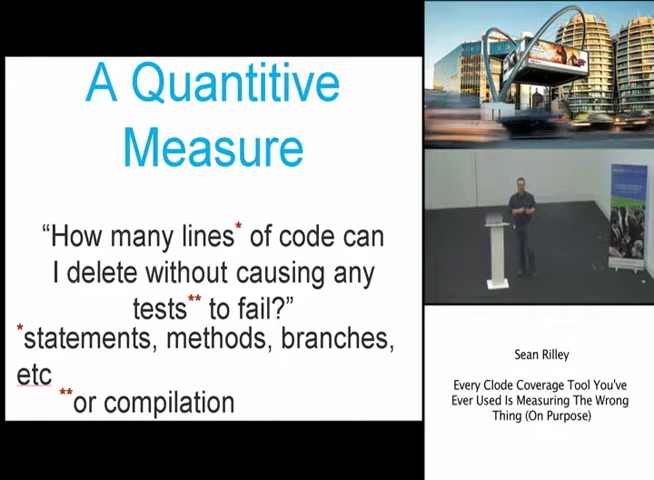 A Quantitive
Measure
“How many lines* of code can
I delete without causing any
tests** to fail?”
*statements, methods, branches,
etc
**or compilation
Sean Rilley
Every Clode Coverage Tool You've
Ever Used Is Measuring The Wrong
Thing (On Purpose)